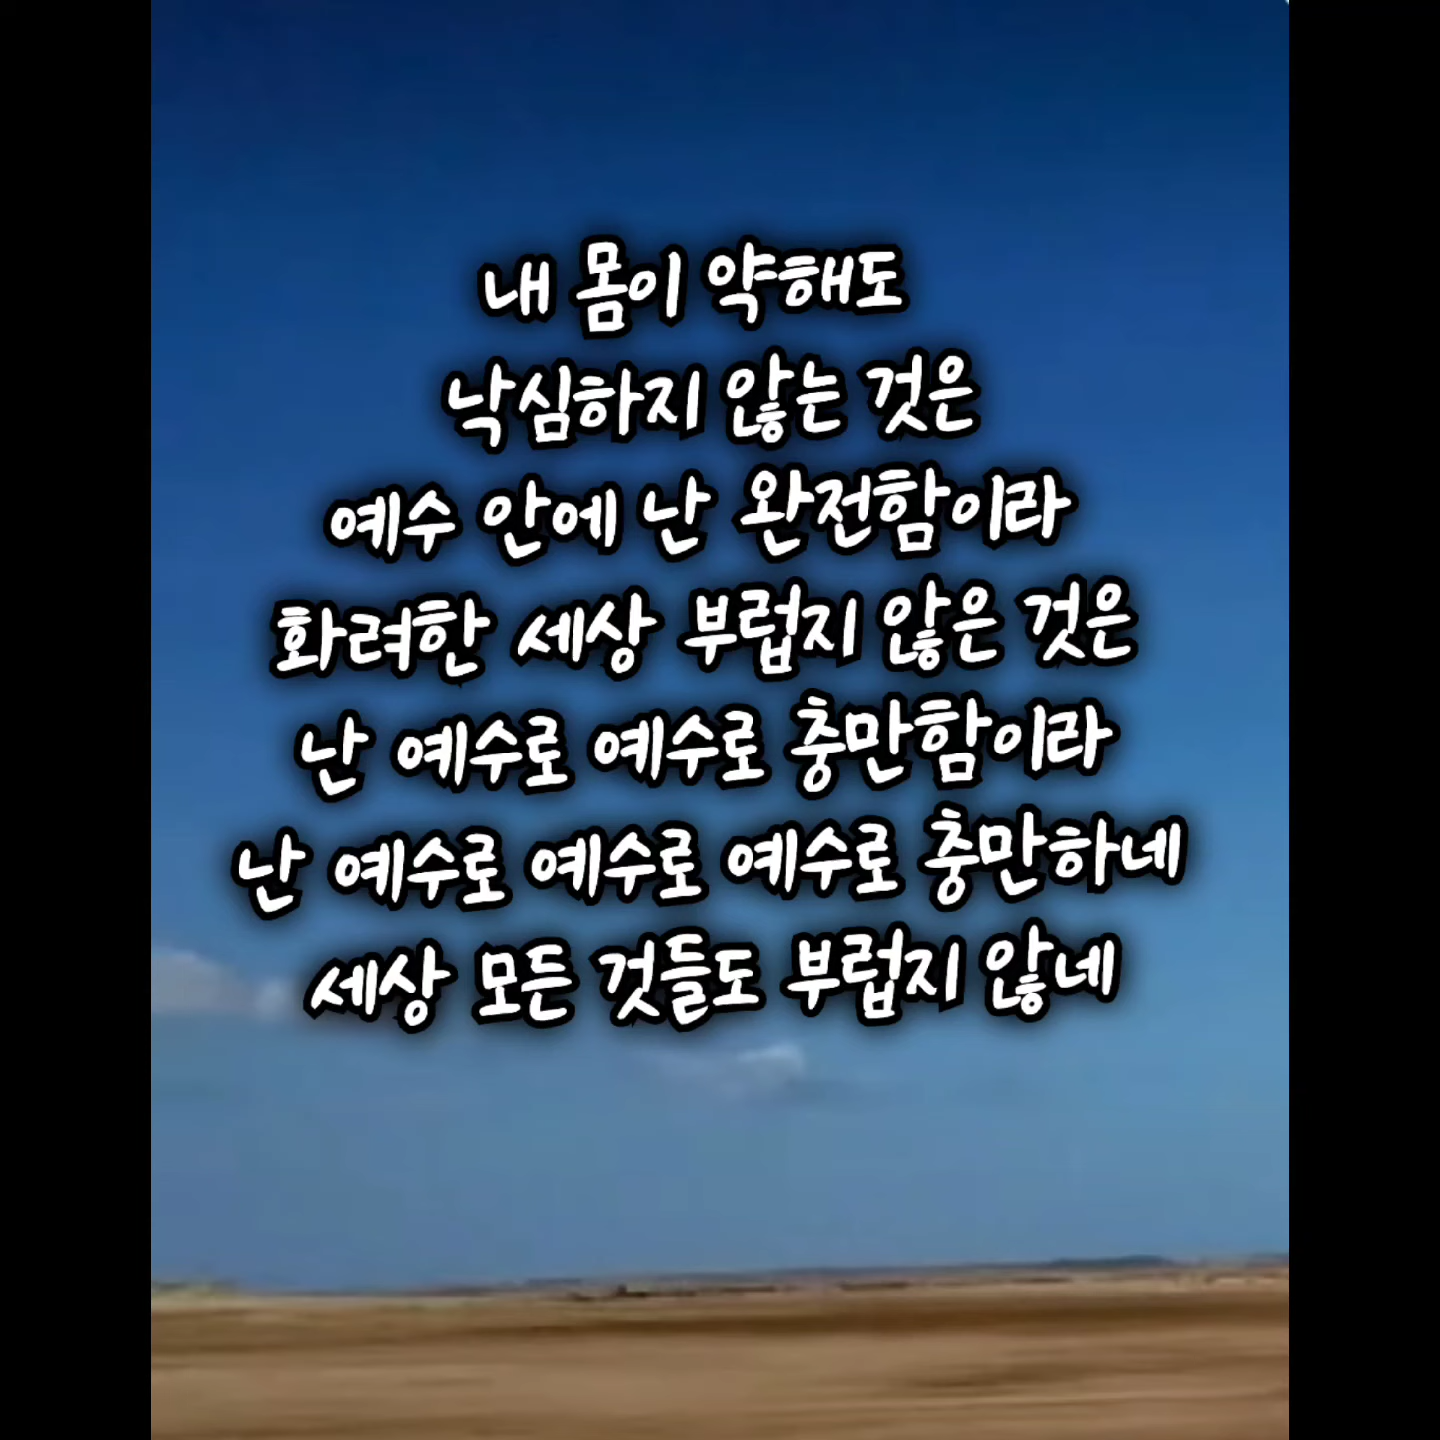 내 몸이 약해도
낙심하지 않는 것은
예수 안에 난 완전함이라
화려한 세상 부럽지 않은 것은
난 예수로 예수로 충만함이라
난 예수로 예수로 예수로 충만하네
세상 모든 것들도 부럽지 않네